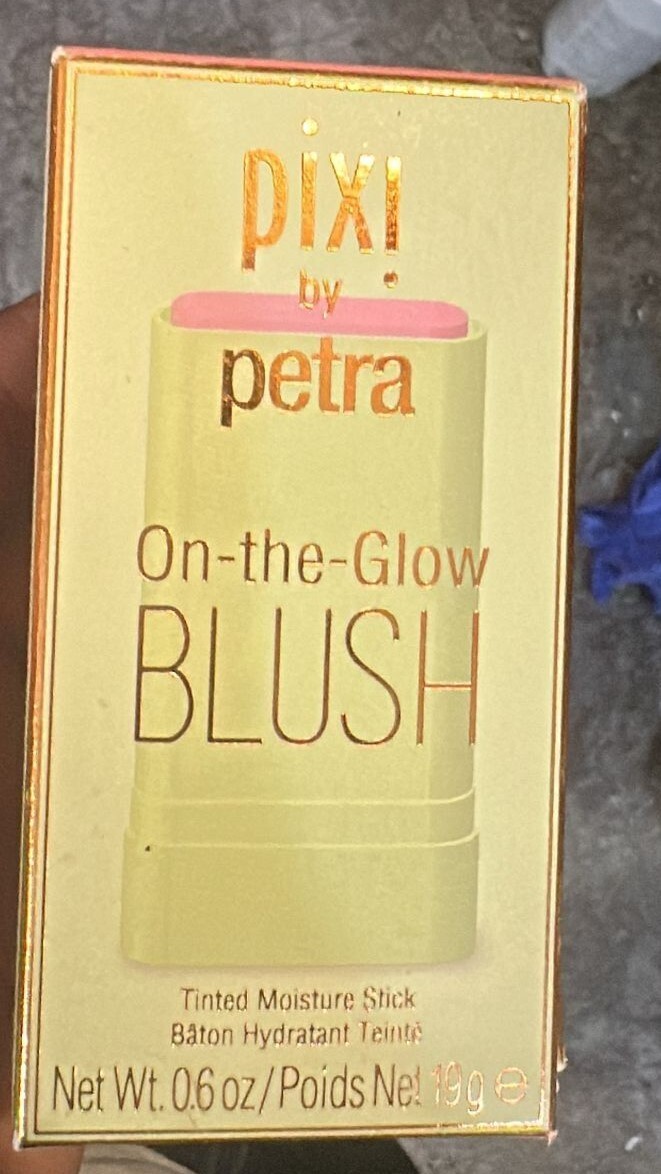 pixi
by
petra
On-the-Glow
BLUSH
Tinted Moisture Stick
Bâton Hydratant Teinté
Net Wt. 0.6 oz/Poids Net 19g ℮